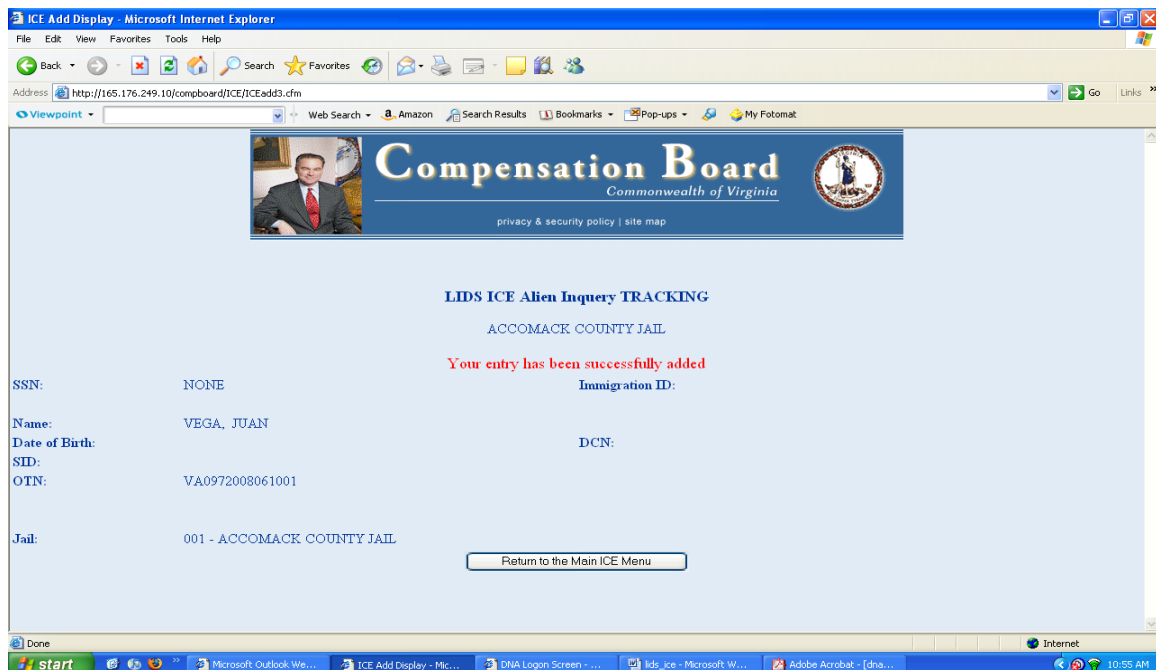 ICE Add Display - Microsoft Internet Explorer
File Edit View Favorites Tools Help
Back Search Favorites
Address http://165.176.249.10/compboard/ICE/ICEadd3.cfm Go Links »
Viewpoint Web Search Amazon Search Results Bookmarks Pop-ups My Fotomat
Compensation Board
Commonwealth of Virginia
privacy & security policy | site map
LIDS ICE Alien Inquery TRACKING
ACCOMACK COUNTY JAIL
Your entry has been successfully added
SSN: NONE Immigration ID:
Name: VEGA, JUAN
Date of Birth: DCN:
SID:
OTN: VA0972008061001
Jail: 001 - ACCOMACK COUNTY JAIL
Return to the Main ICE Menu
Done Internet
start » Microsoft Outlook We... ICE Add Display - Mic... DNA Logon Screen - ... lids_ice - Microsoft W... Adobe Acrobat - [dna... 10:55 AM